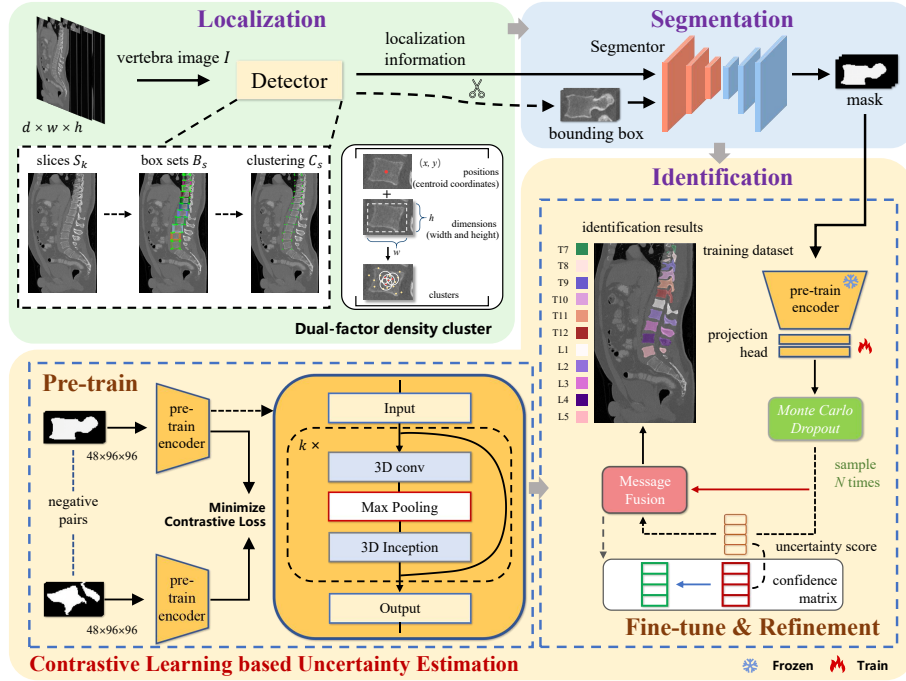 Localization
vertebra image I
Detector
localization
information
d × w × h
slices S_k
box sets B_s
clustering C_s
(x, y)
positions
(centroid coordinates)
+
h
dimensions
(width and height)
w
clusters
Dual-factor density cluster
Segmentation
Segmentor
bounding box
mask
Identification
identification results
T7
T8
T9
T10
T11
T12
L1
L2
L3
L4
L5
training dataset
pre-train
encoder
projection
head
Monte Carlo
Dropout
sample
N times
Message
Fusion
uncertainty score
confidence
matrix
Fine-tune & Refinement
Frozen
Train
Pre-train
48×96×96
pre-
train
encoder
negative
pairs
Minimize
Contrastive Loss
48×96×96
pre-
train
encoder
Input
k ×
3D conv
Max Pooling
3D Inception
Output
Contrastive Learning based Uncertainty Estimation